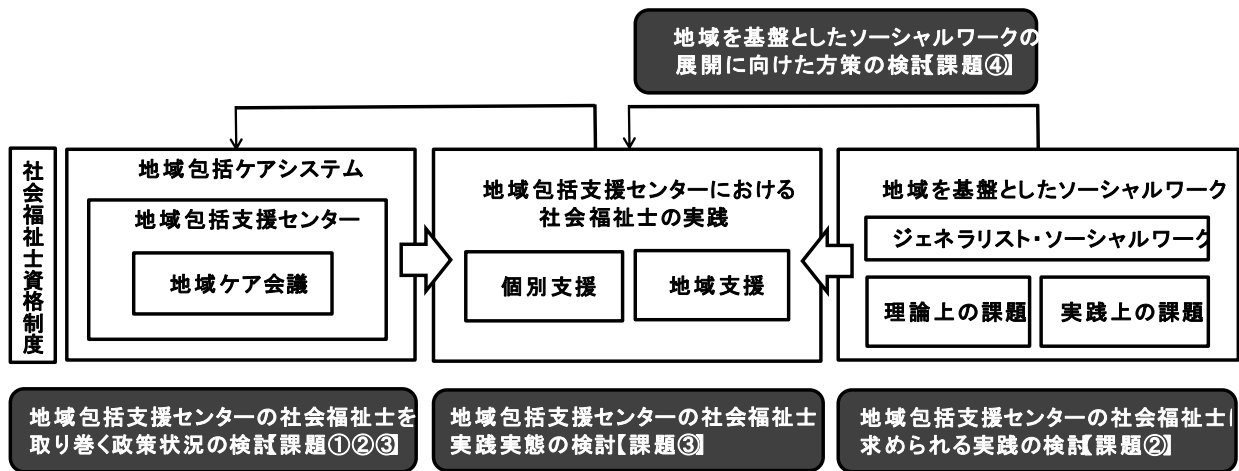 地域を基盤としたソーシャルワークの
展開に向けた方策の検討【課題④】
社会福祉士資格制度
地域包括ケアシステム
地域包括支援センター
地域ケア会議
地域包括支援センターにおける
社会福祉士の実践
個別支援
地域支援
地域を基盤としたソーシャルワーク
ジェネラリスト・ソーシャルワーク
理論上の課題
実践上の課題
地域包括支援センターの社会福祉士を
取り巻く政策状況の検討【課題①②③】
地域包括支援センターの社会福祉士
実践実態の検討【課題③】
地域包括支援センターの社会福祉士に
求められる実践の検討【課題②】